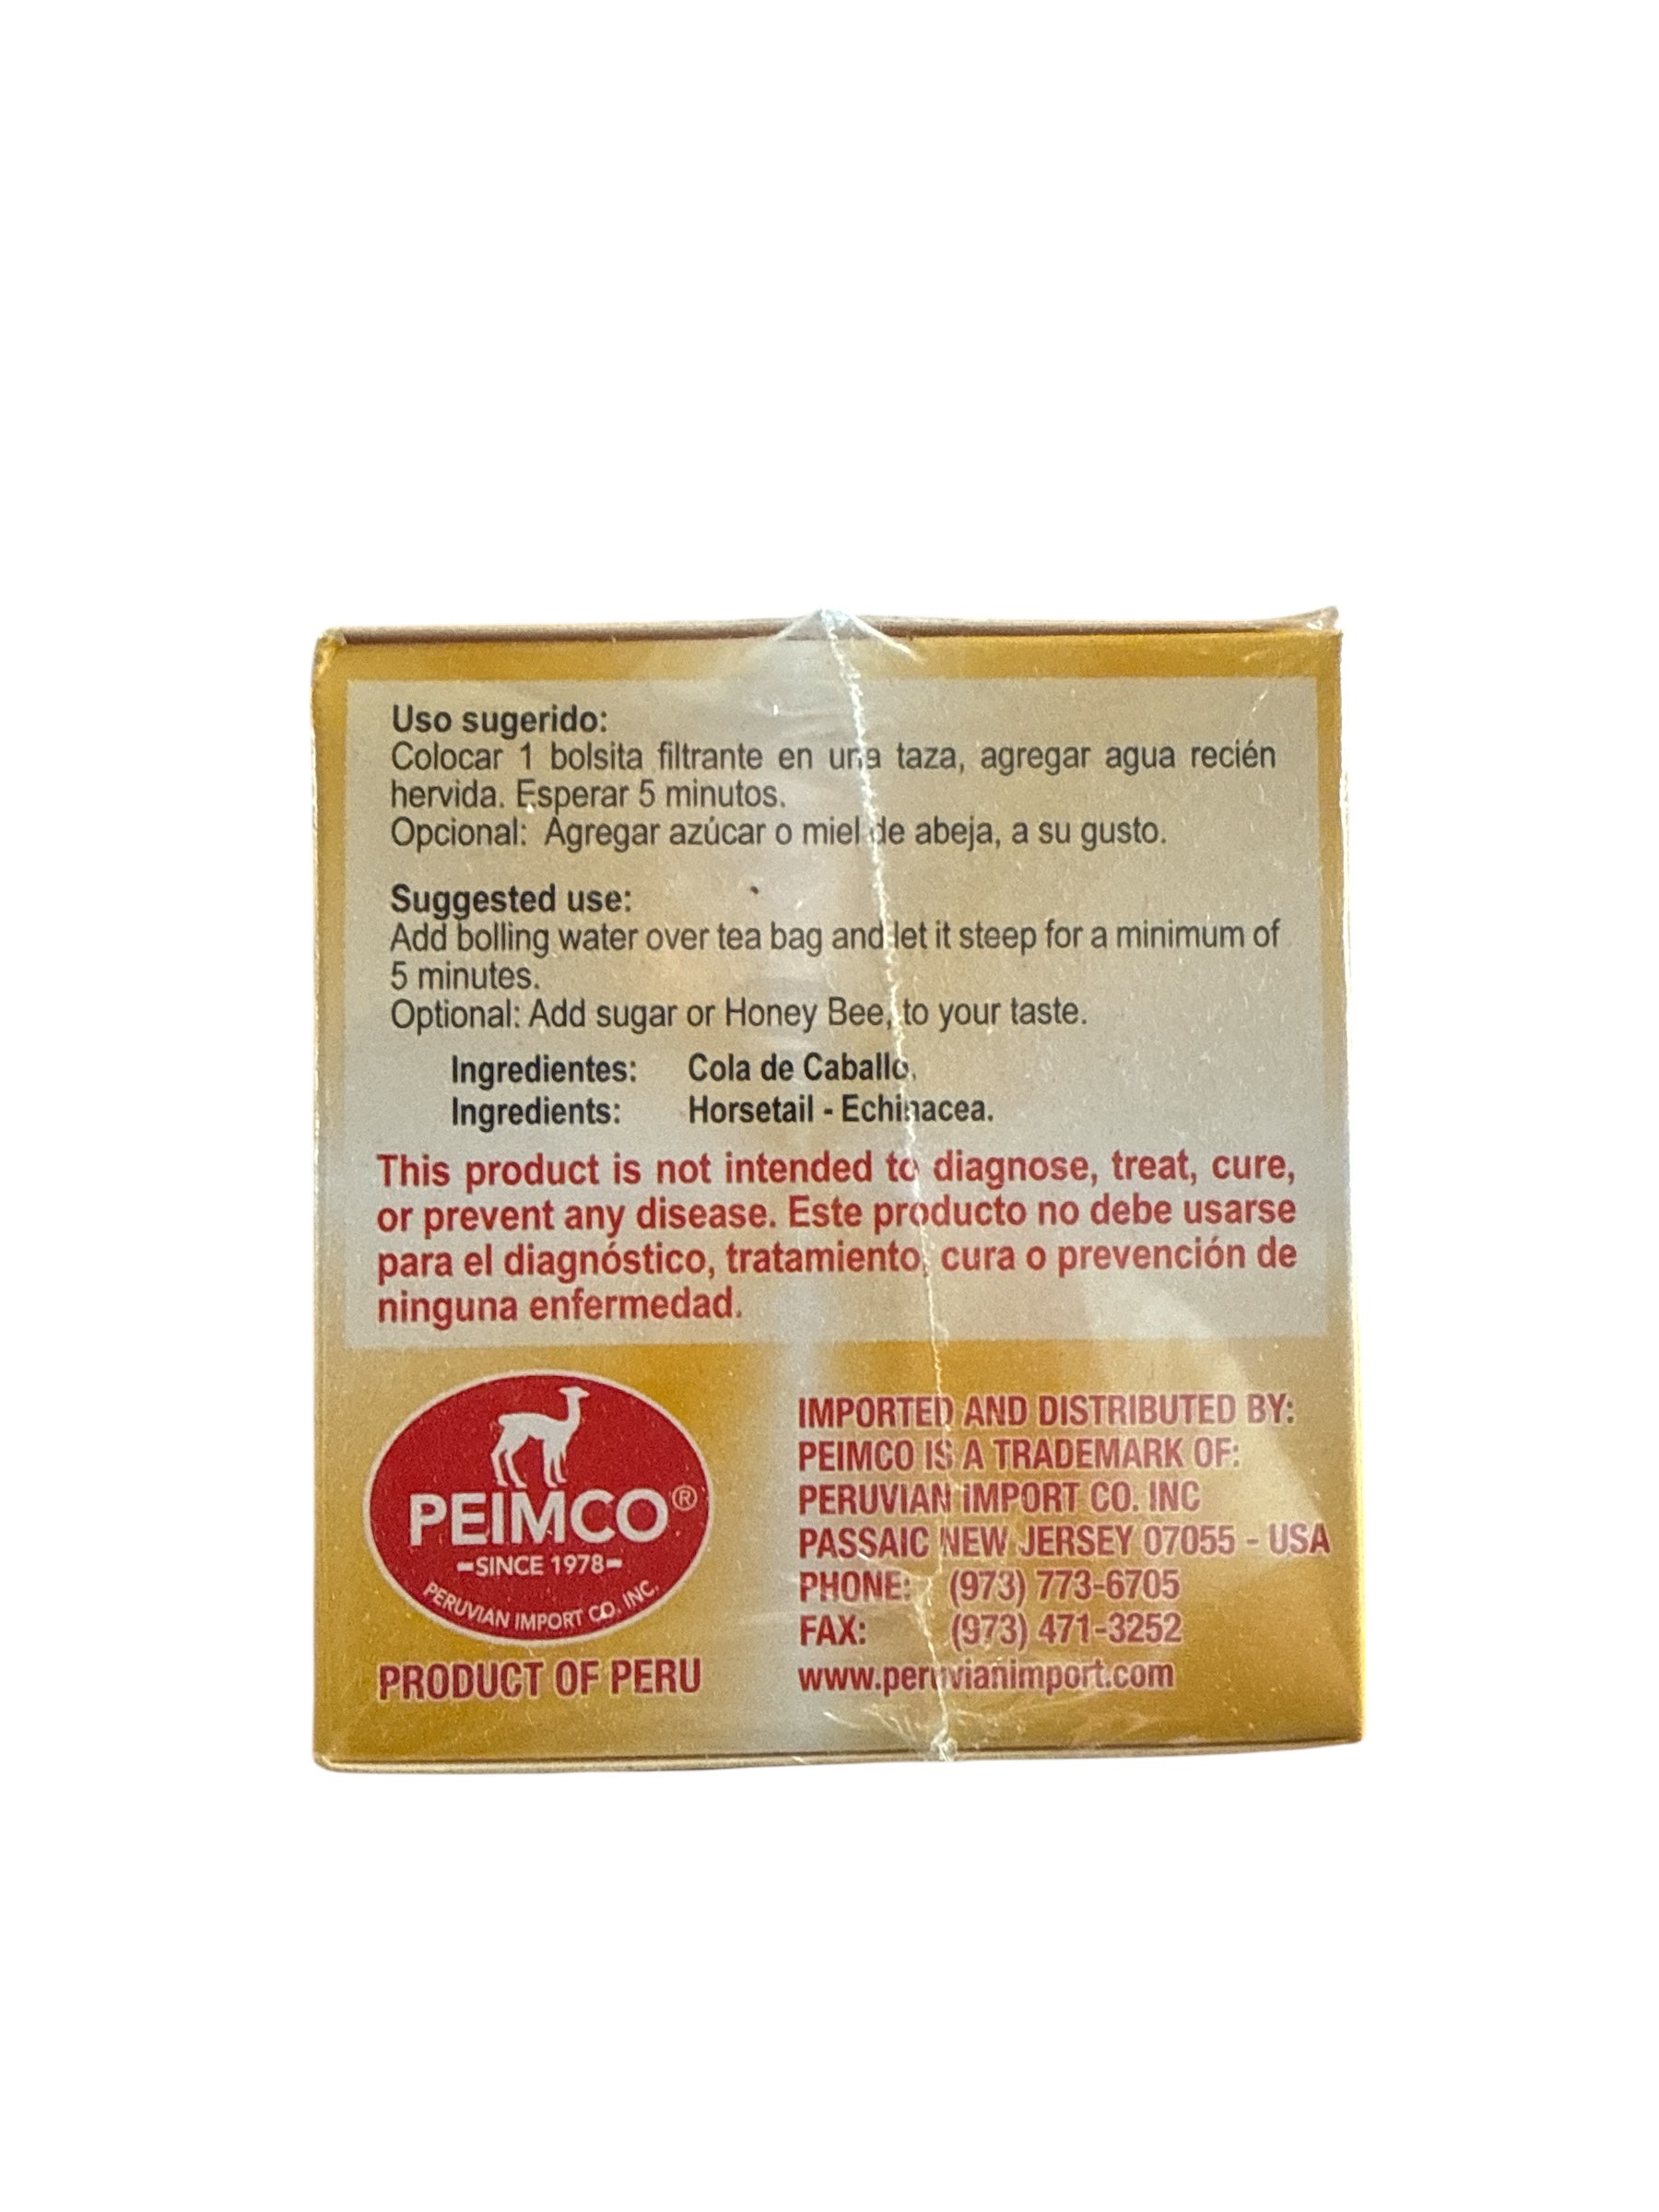 Uso sugerido:
Colocar 1 bolsita filtrante en una taza, agregar agua recién
hervida. Esperar 5 minutos.
Opcional: Agregar azúcar o miel de abeja, a su gusto.
Suggested use:
Add bolling water over tea bag and let it steep for a minimum of
5 minutes.
Optional: Add sugar or Honey Bee, to your taste.
Ingredientes: Cola de Caballo.
Ingredients: Horsetail - Echinacea.
This product is not intended to diagnose, treat, cure,
or prevent any disease. Este producto no debe usarse
para el diagnóstico, tratamiento, cura o prevención de
ninguna enfermedad.
PEIMCO®
-SINCE 1978-
PERUVIAN IMPORT CO. INC.
PRODUCT OF PERU
IMPORTED AND DISTRIBUTED BY:
PEIMCO IS A TRADEMARK OF:
PERUVIAN IMPORT CO. INC
PASSAIC NEW JERSEY 07055 - USA
PHONE: (973) 773-6705
FAX: (973) 471-3252
www.peruvianimport.com